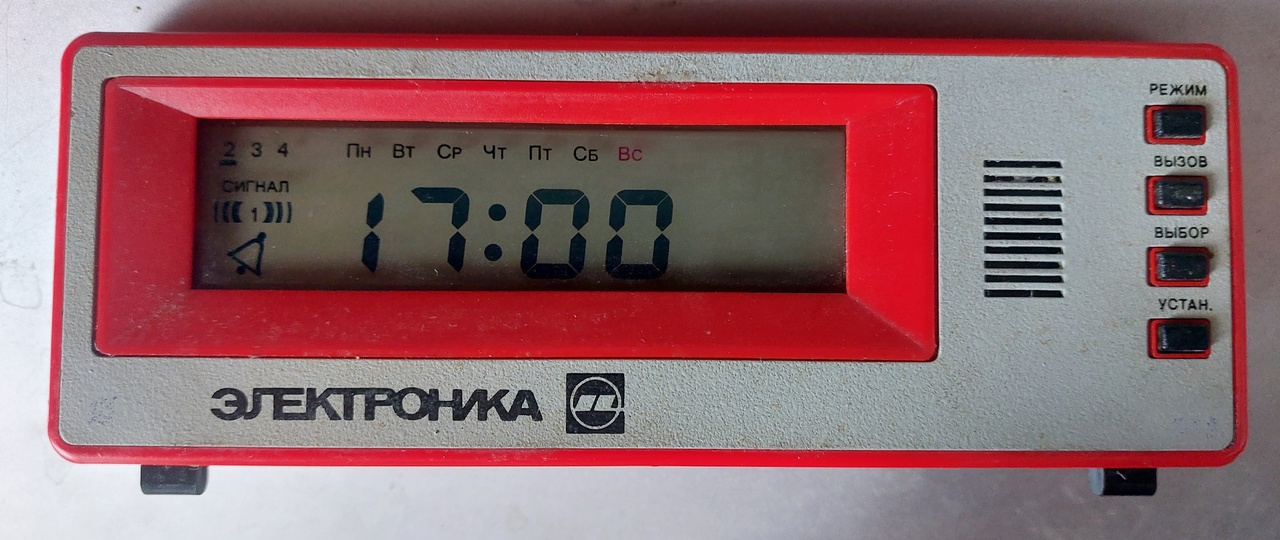 2 3 4 Пн Вт Ср Чт Пт Сб Вс
СИГНАЛ
1
17:00
РЕЖИМ
ВЫЗОВ
ВЫБОР
УСТАН.
ЭЛЕКТРОНИКА